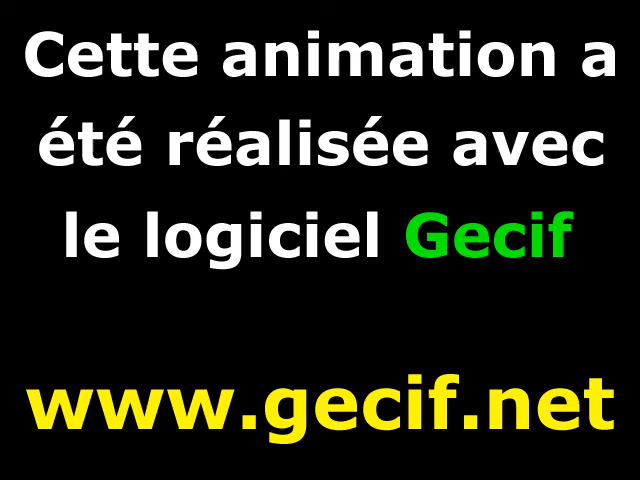 Cette animation a
été réalisée avec
le logiciel Gecif
www.gecif.net